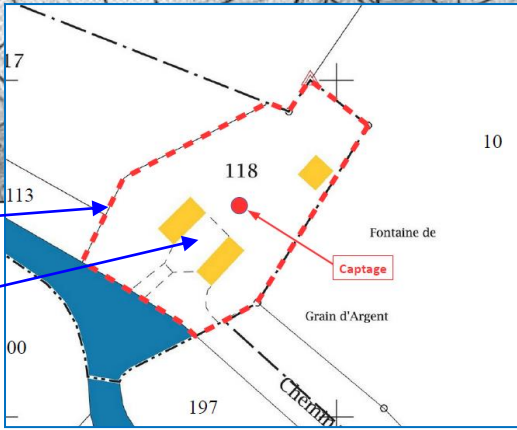 17
118
10
113
Fontaine de
Captage
Grain d'Argent
00
197
Chemin